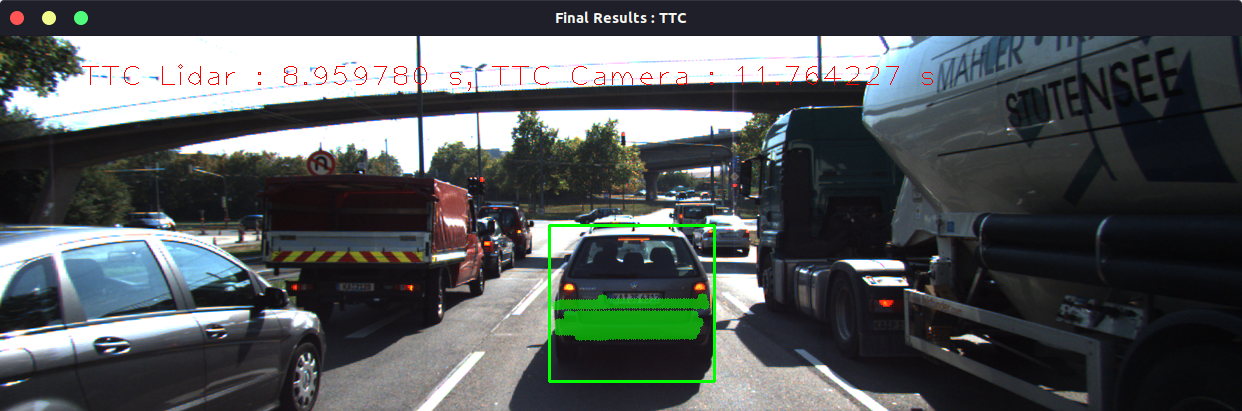 Final Results : TTC
TTC Lidar : 8.959780 s, TTC Camera : 11.764227 s
MAHLER
STUTENSEE